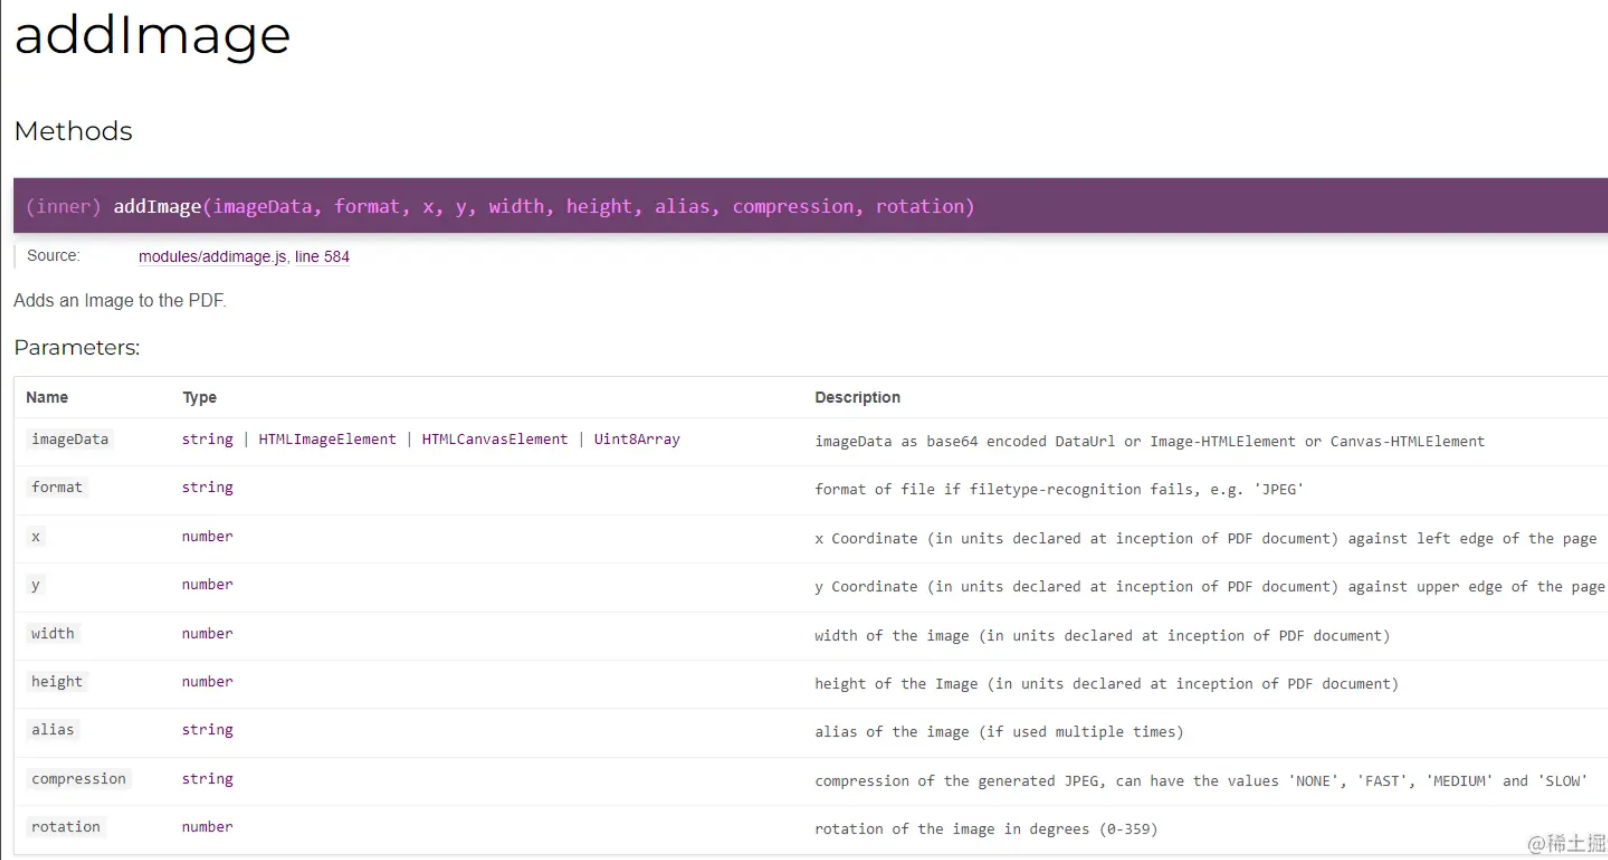 addImage
Methods
(inner) addImage(imageData, format, x, y, width, height, alias, compression, rotation)
Source: modules/addimage.js, line 584
Adds an Image to the PDF.
Parameters:
Name Type Description
imageData string | HTMLImageElement | HTMLCanvasElement | Uint8Array imageData as base64 encoded DataUrl or Image-HTMLElement or Canvas-HTMLElement
format string format of file if filetype-recognition fails, e.g. 'JPEG'
x number x Coordinate (in units declared at inception of PDF document) against left edge of the page
y number y Coordinate (in units declared at inception of PDF document) against upper edge of the page
width number width of the image (in units declared at inception of PDF document)
height number height of the Image (in units declared at inception of PDF document)
alias string alias of the image (if used multiple times)
compression string compression of the generated JPEG, can have the values 'NONE', 'FAST', 'MEDIUM' and 'SLOW'
rotation number rotation of the image in degrees (0-359)
@稀土掘